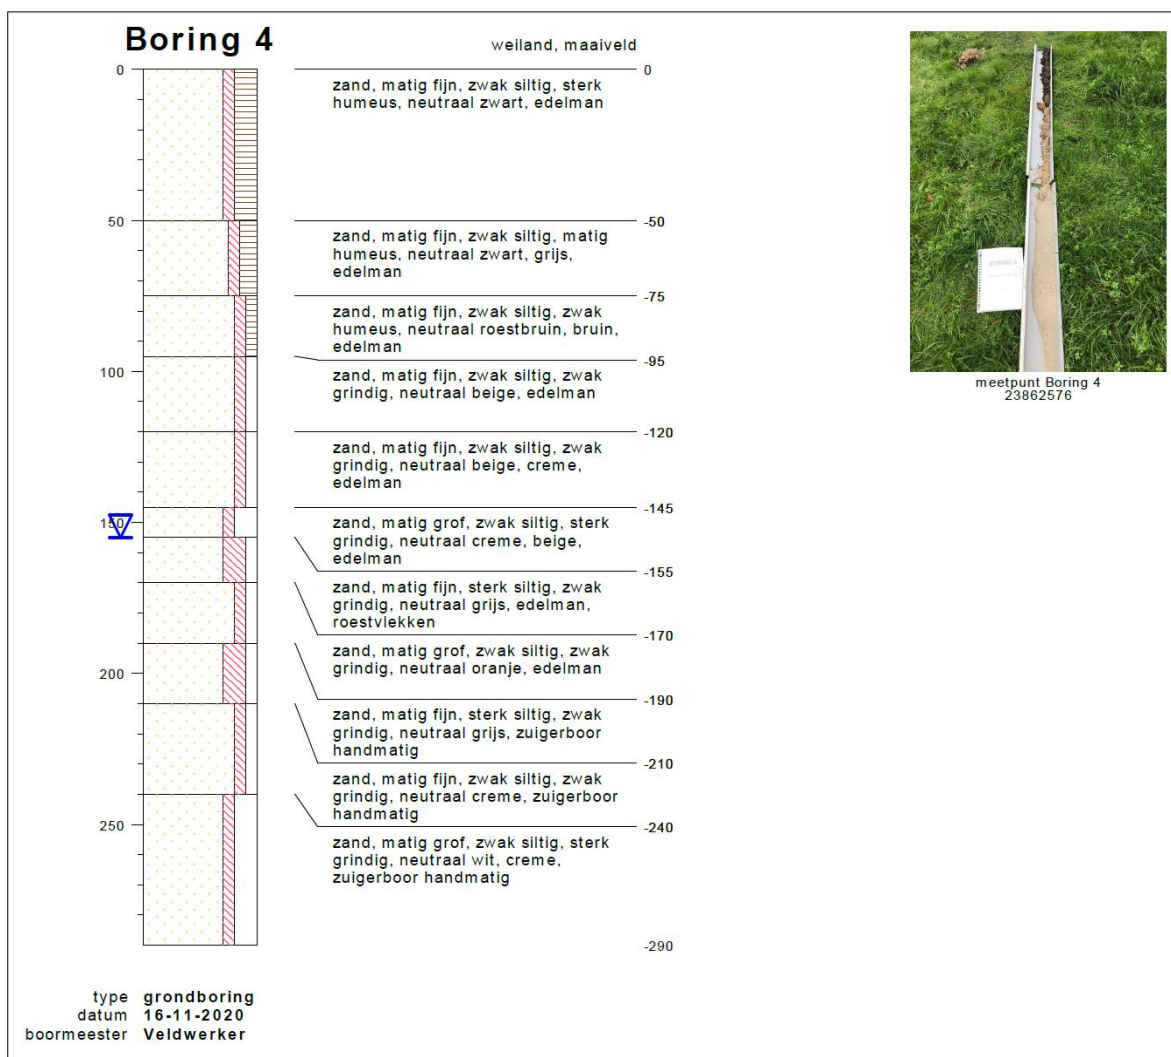 Boring 4
weiland, maaiveld
0
0
zand, matig fijn, zwak siltig, sterk
humeus, neutraal zwart, edelman
50
-50
zand, matig fijn, zwak siltig, matig
humeus, neutraal zwart, grijs,
edelman
-75
zand, matig fijn, zwak siltig, zwak
humeus, neutraal roestbruin, bruin,
edelman
-95
100
zand, matig fijn, zwak siltig, zwak
grindig, neutraal beige, edelman
-120
zand, matig fijn, zwak siltig, zwak
grindig, neutraal beige, creme,
edelman
-145
150
zand, matig grof, zwak siltig, sterk
grindig, neutraal creme, beige,
edelman
-155
zand, matig fijn, sterk siltig, zwak
grindig, neutraal grijs, edelman,
roestvlekken
-170
zand, matig grof, zwak siltig, zwak
grindig, neutraal oranje, edelman
200
-190
zand, matig fijn, sterk siltig, zwak
grindig, neutraal grijs, zuigerboor
handmatig
-210
zand, matig fijn, zwak siltig, zwak
grindig, neutraal creme, zuigerboor
handmatig
250
-240
zand, matig grof, zwak siltig, sterk
grindig, neutraal wit, creme,
zuigerboor handmatig
-290
type grondboring
datum 16-11-2020
boormeester Veldwerker
BORING 4
meetpunt Boring 4
23862576